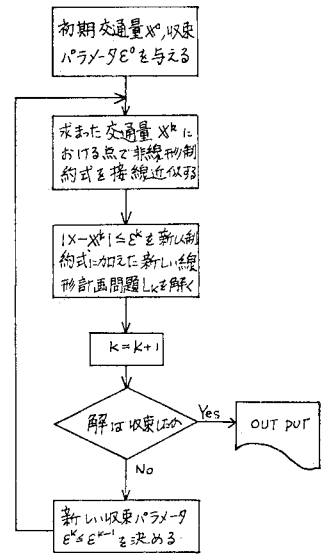 初期交通量X⁰,収束
パラメータε⁰を与える
求まった交通量Xᵏに
おける点で非線形制
約式を接線近似する
|X-Xᵏ|≤εᵏを新しい制
約式に加えた新しい線
形計画問題Lₖを解く
k=k+1
解は収束したか
Yes
OUT PUT
No
新しい収束パラメータ
εᵏ≤εᵏ⁻¹を決める